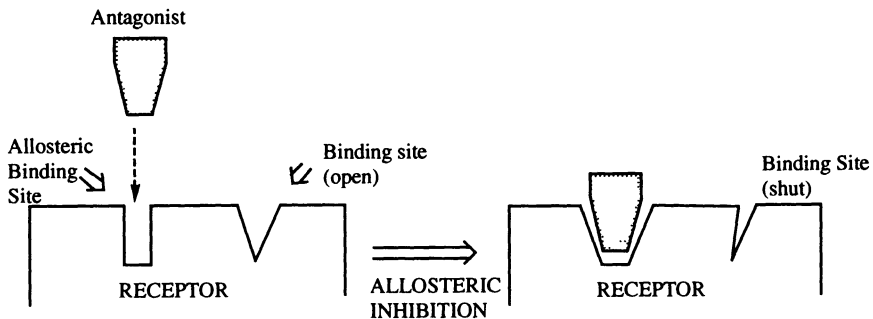 Antagonist
Allosteric
Binding
Site
Binding site
(open)
RECEPTOR
ALLOSTERIC
INHIBITION
Binding Site
(shut)
RECEPTOR